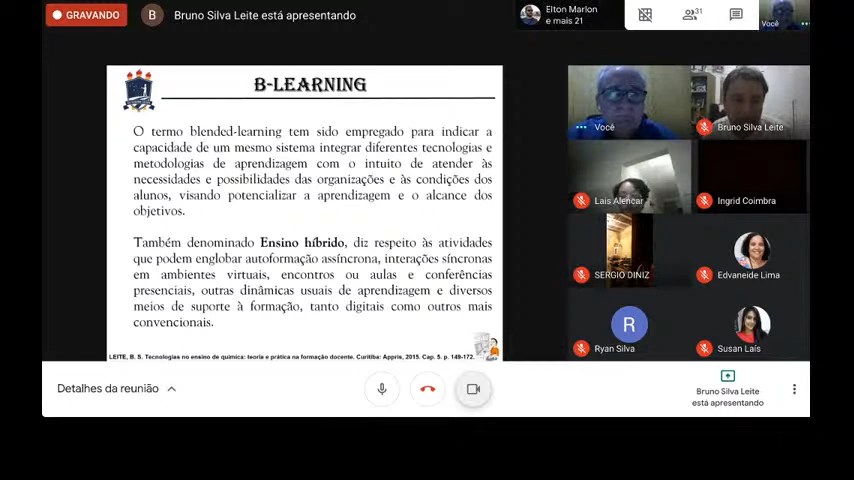 GRAVANDO
B
Bruno Silva Leite está apresentando
Elton Marlon
e mais 21
31
Você
B-LEARNING
O termo blended-learning tem sido empregado para indicar a
capacidade de um mesmo sistema integrar diferentes tecnologias e
metodologias de aprendizagem com o intuito de atender às
necessidades e possibilidades das organizações e às condições dos
alunos, visando potencializar a aprendizagem e o alcance dos
objetivos.
Também denominado Ensino híbrido, diz respeito às atividades
que podem englobar autoformação assíncrona, interações síncronas
em ambientes virtuais, encontros ou aulas e conferências
presenciais, outras dinâmicas usuais de aprendizagem e diversos
meios de suporte à formação, tanto digitais como outros mais
convencionais.
LEITE, B. S. Tecnologias no ensino de química: teoria e prática na formação docente. Curitiba: Appris, 2015. Cap. 5. p. 149-172.
Você
Bruno Silva Leite
Lais Alencar
Ingrid Coimbra
SERGIO DINIZ
Edvaneide Lima
R
Ryan Silva
Susan Laís
Detalhes da reunião
Bruno Silva Leite
está apresentando